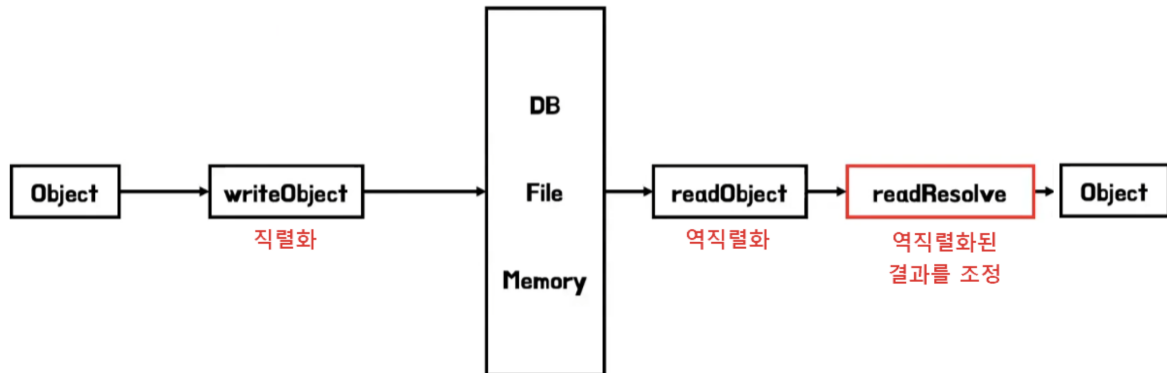 DB
Object
writeObject
File
readObject
readResolve
Object
직렬화
역직렬화
역직렬화된
결과를 조정
Memory